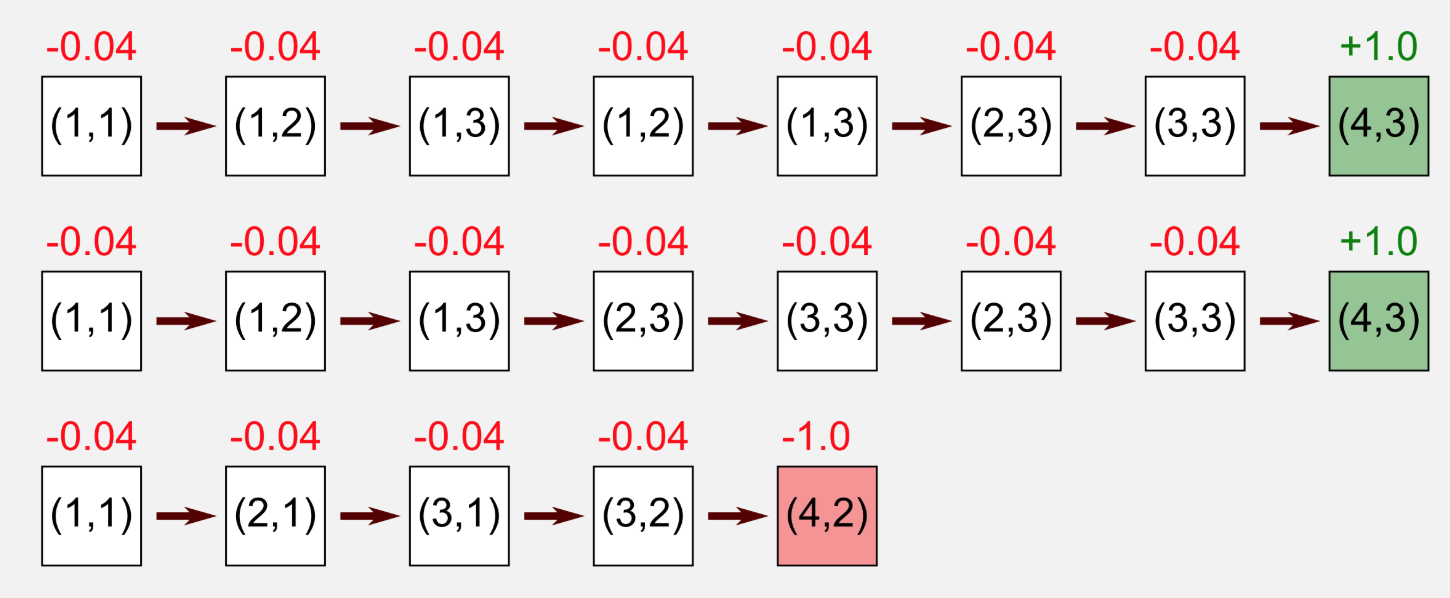 -0.04 -0.04 -0.04 -0.04 -0.04 -0.04 -0.04 +1.0
(1,1) (1,2) (1,3) (1,2) (1,3) (2,3) (3,3) (4,3)
-0.04 -0.04 -0.04 -0.04 -0.04 -0.04 -0.04 +1.0
(1,1) (1,2) (1,3) (2,3) (3,3) (2,3) (3,3) (4,3)
-0.04 -0.04 -0.04 -0.04 -1.0
(1,1) (2,1) (3,1) (3,2) (4,2)